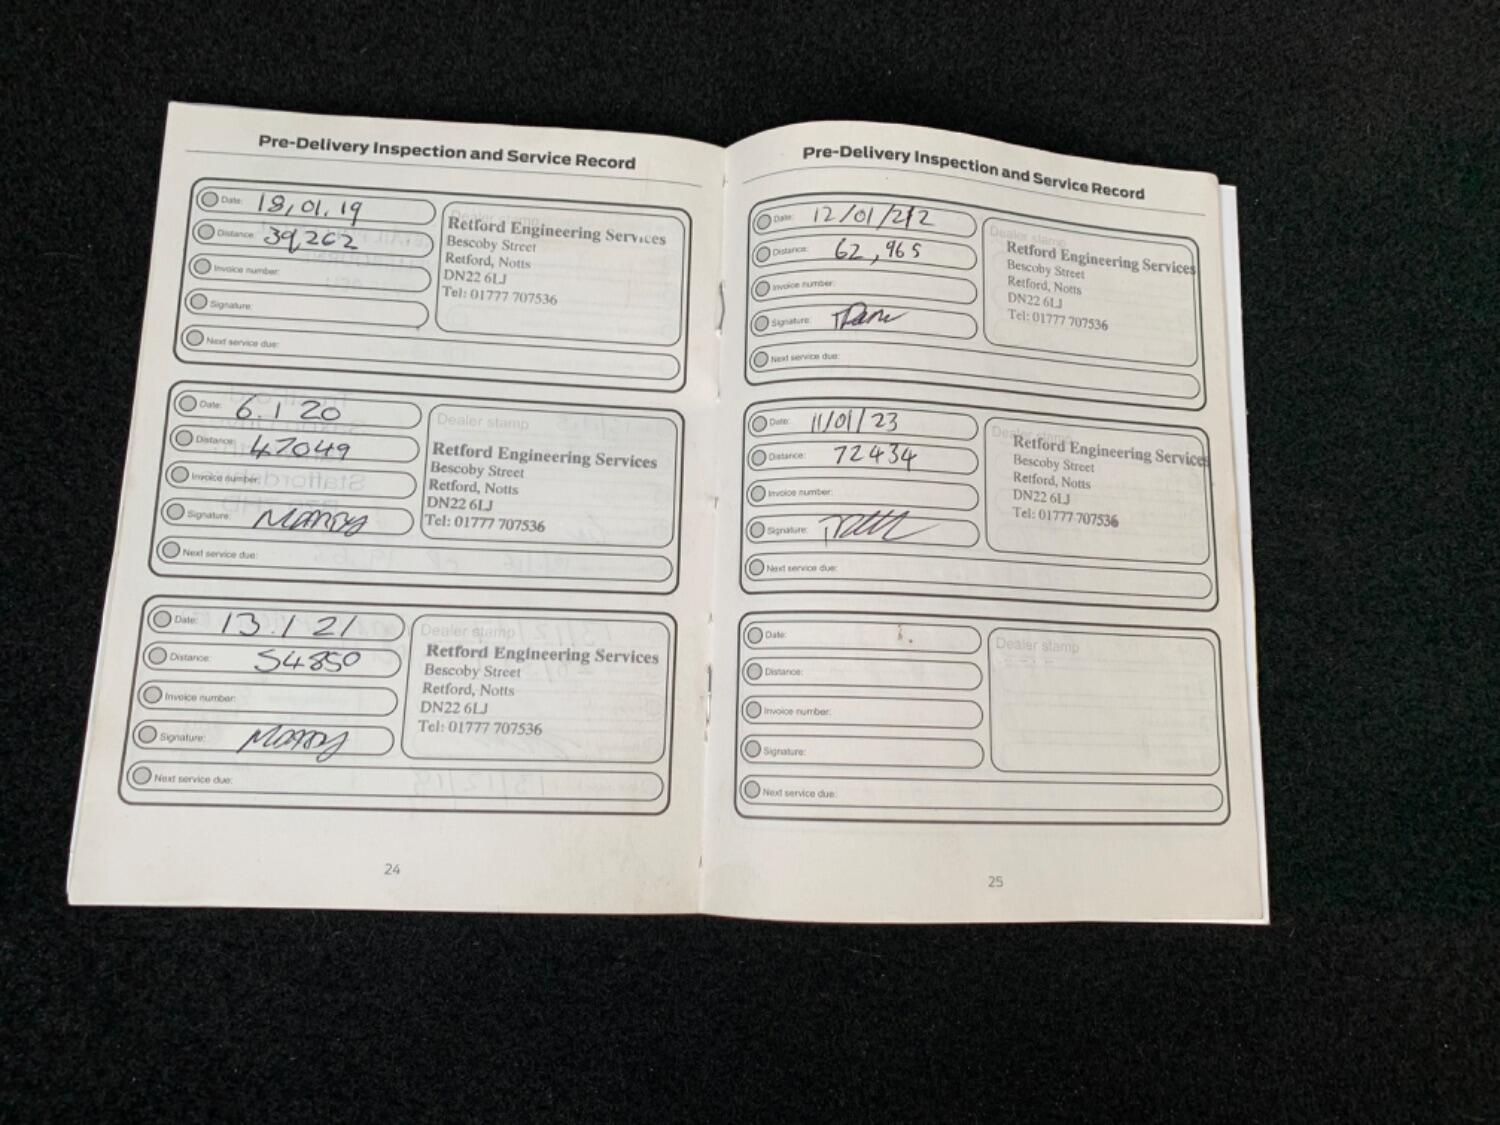 Pre-Delivery Inspection and Service Record
Date: 18,01,19
Distance: 39,262
Invoice number:
Signature:
Next service due:
Dealer stamp
Retford Engineering Services
Bescoby Street
Retford, Notts
DN22 6LJ
Tel: 01777 707536
Date: 6.1 20
Distance: 47049
Invoice number:
Signature:
Next service due:
Dealer stamp
Retford Engineering Services
Bescoby Street
Retford, Notts
DN22 6LJ
Tel: 01777 707536
Date: 13.1 21
Distance: 54850
Invoice number:
Signature:
Next service due:
Dealer stamp
Retford Engineering Services
Bescoby Street
Retford, Notts
DN22 6LJ
Tel: 01777 707536
24
Pre-Delivery Inspection and Service Record
Date: 12/01/212
Distance: 62,965
Invoice number:
Signature:
Next service due:
Dealer stamp
Retford Engineering Services
Bescoby Street
Retford, Notts
DN22 6LJ
Tel: 01777 707536
Date: 11/01/23
Distance: 72434
Invoice number:
Signature:
Next service due:
Dealer stamp
Retford Engineering Services
Bescoby Street
Retford, Notts
DN22 6LJ
Tel: 01777 707536
Date:
Distance:
Invoice number:
Signature:
Next service due:
Dealer stamp
25